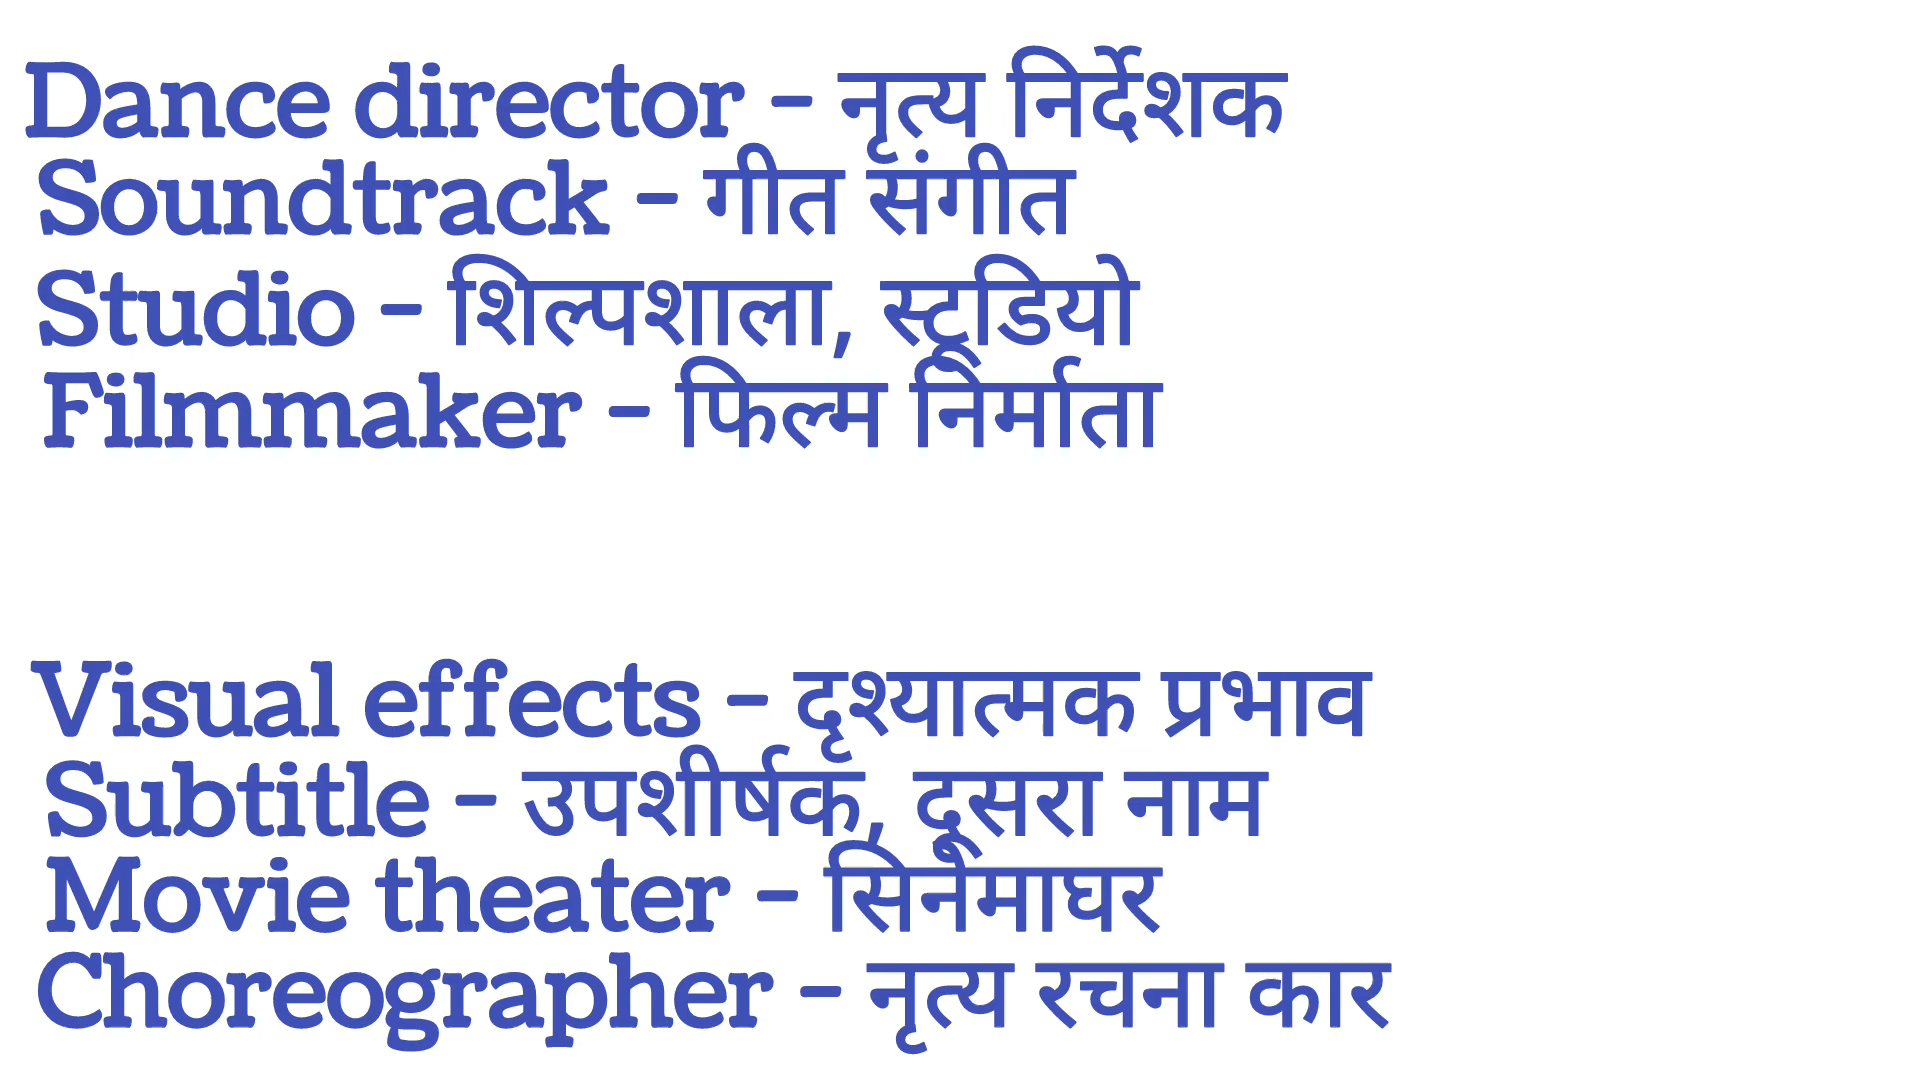 Dance director - नृत्य निर्देशक
Soundtrack - गीत संगीत
Studio - शिल्पशाला, स्टूडियो
Filmmaker - फिल्म निर्माता
Visual effects - दृश्यात्मक प्रभाव
Subtitle - उपशीर्षक, दूसरा नाम
Movie theater - सिनेमाघर
Choreographer - नृत्य रचना कार